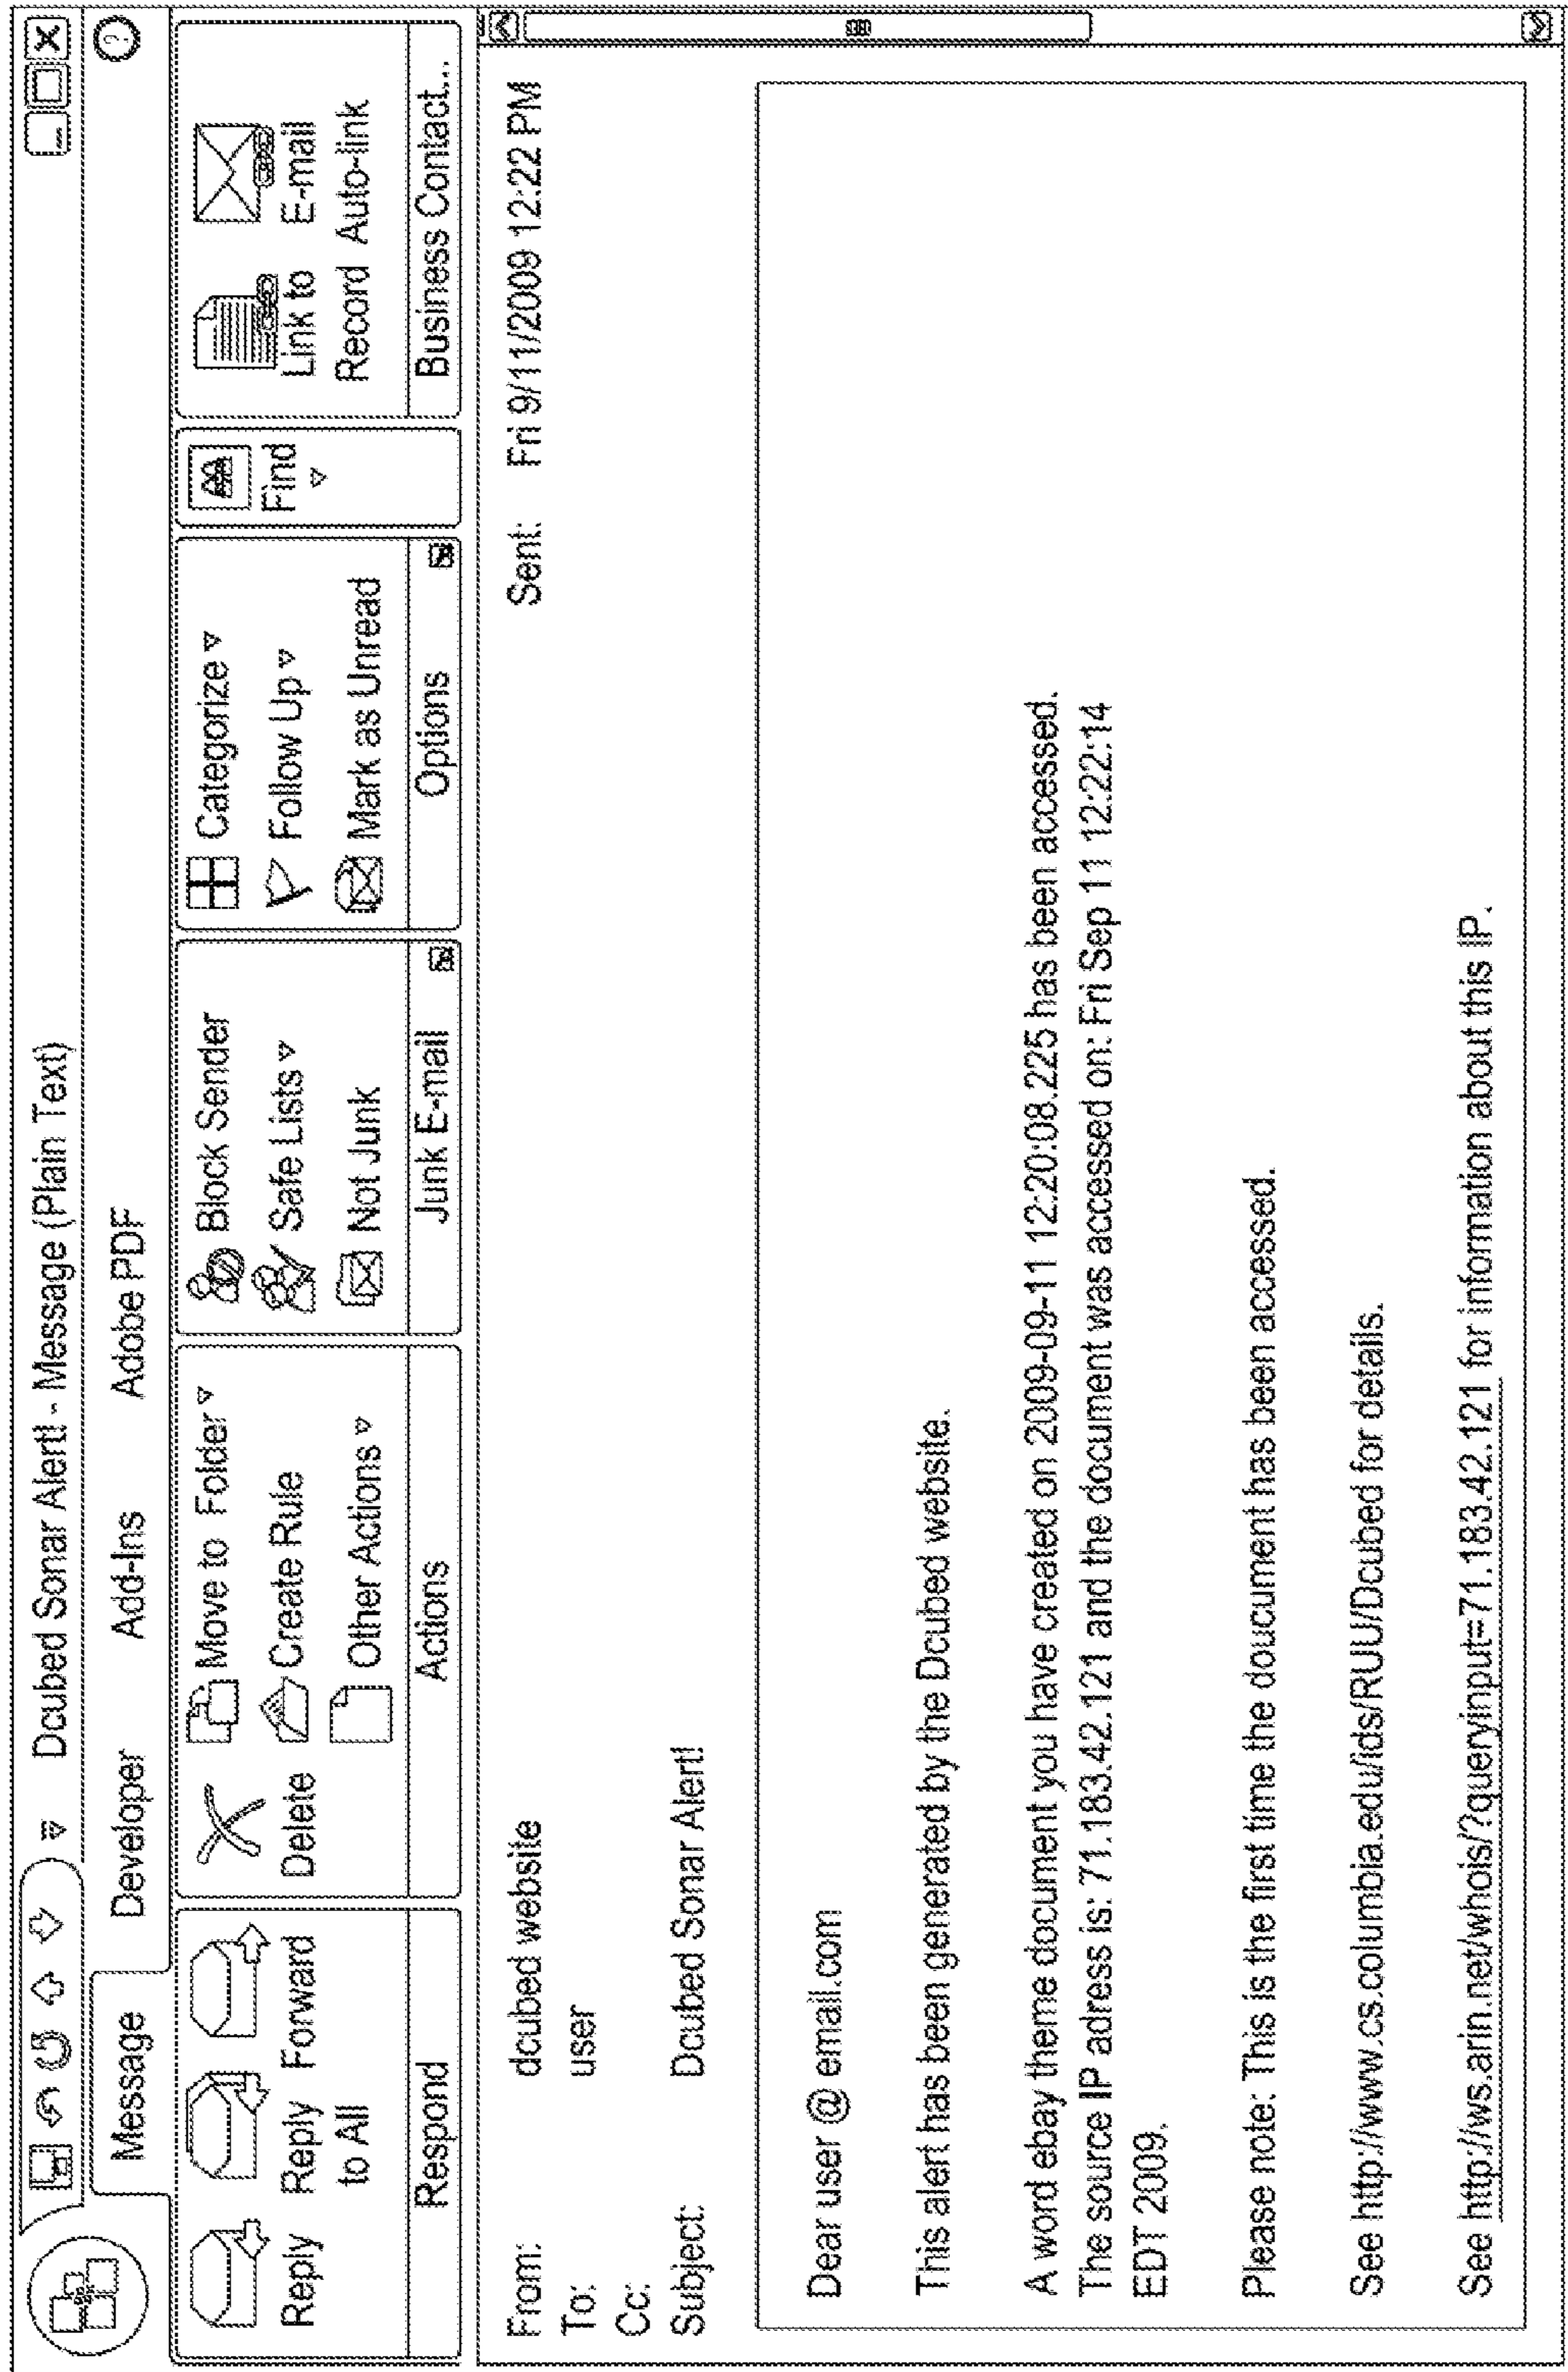 Dcubed Sonar Alert! - Message (Plain Text)
Message Developer Add-Ins Adobe PDF
Reply Reply to All Forward
Respond
Delete
Move to Folder
Create Rule
Other Actions
Actions
Block Sender
Safe Lists
Not Junk
Junk E-mail
Categorize
Follow Up
Mark as Unread
Options
Find
Link to Record
E-mail Auto-link
Business Contact...
From: dcubed website Sent: Fri 9/11/2009 12:22 PM
To: user
Cc:
Subject: Dcubed Sonar Alert!
Dear user @ email.com
This alert has been generated by the Dcubed website.
A word ebay theme document you have created on 2009-09-11 12:20:08.225 has been accessed.
The source IP adress is: 71.183.42.121 and the document was accessed on: Fri Sep 11 12:22:14
EDT 2009.
Please note: This is the first time the doucument has been accessed.
See http://www.cs.columbia.edu/ids/RUU/Dcubed for details.
See http://ws.arin.net/whois/?queryinput=71.183.42.121 for information about this IP.